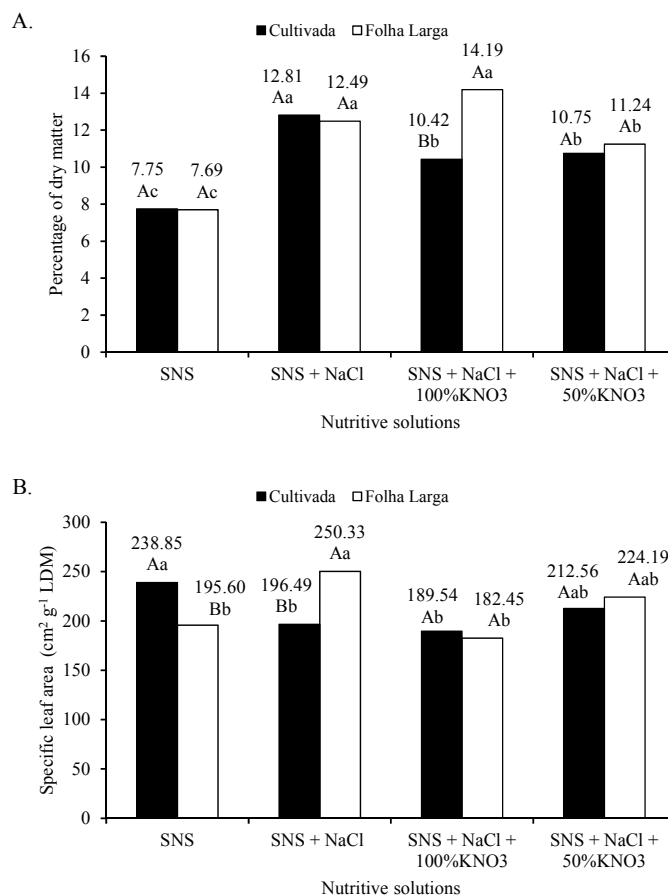 A.
Cultivada Folha Larga
Percentage of dry matter
16
14
12
10
8
6
4
2
0
7.75
Ac
7.69
Ac
12.81
Aa
12.49
Aa
10.42
Bb
14.19
Aa
10.75
Ab
11.24
Ab
SNS
SNS + NaCl
SNS + NaCl +
100%KNO3
SNS + NaCl +
50%KNO3
Nutritive solutions
B.
Cultivada Folha Larga
Specific leaf area (cm² g⁻¹ LDM)
300
250
200
150
100
50
0
238.85
Aa
195.60
Bb
196.49
Bb
250.33
Aa
189.54
Ab
182.45
Ab
212.56
Aab
224.19
Aab
SNS
SNS + NaCl
SNS + NaCl +
100%KNO3
SNS + NaCl +
50%KNO3
Nutritive solutions